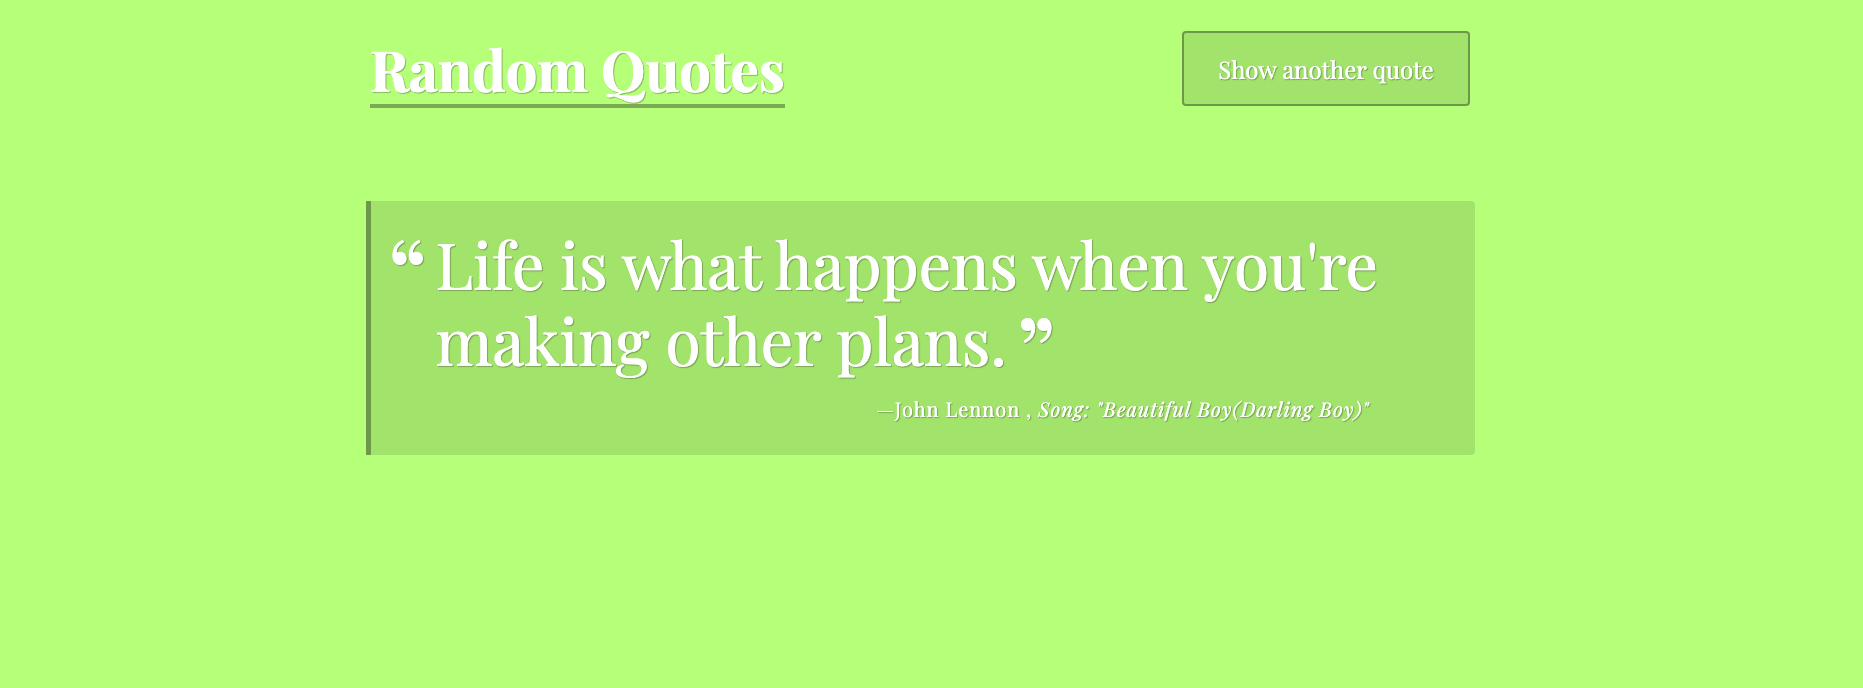 Random Quotes
Show another quote
“ Life is what happens when you're
making other plans. ”
—John Lennon , Song: "Beautiful Boy(Darling Boy)"